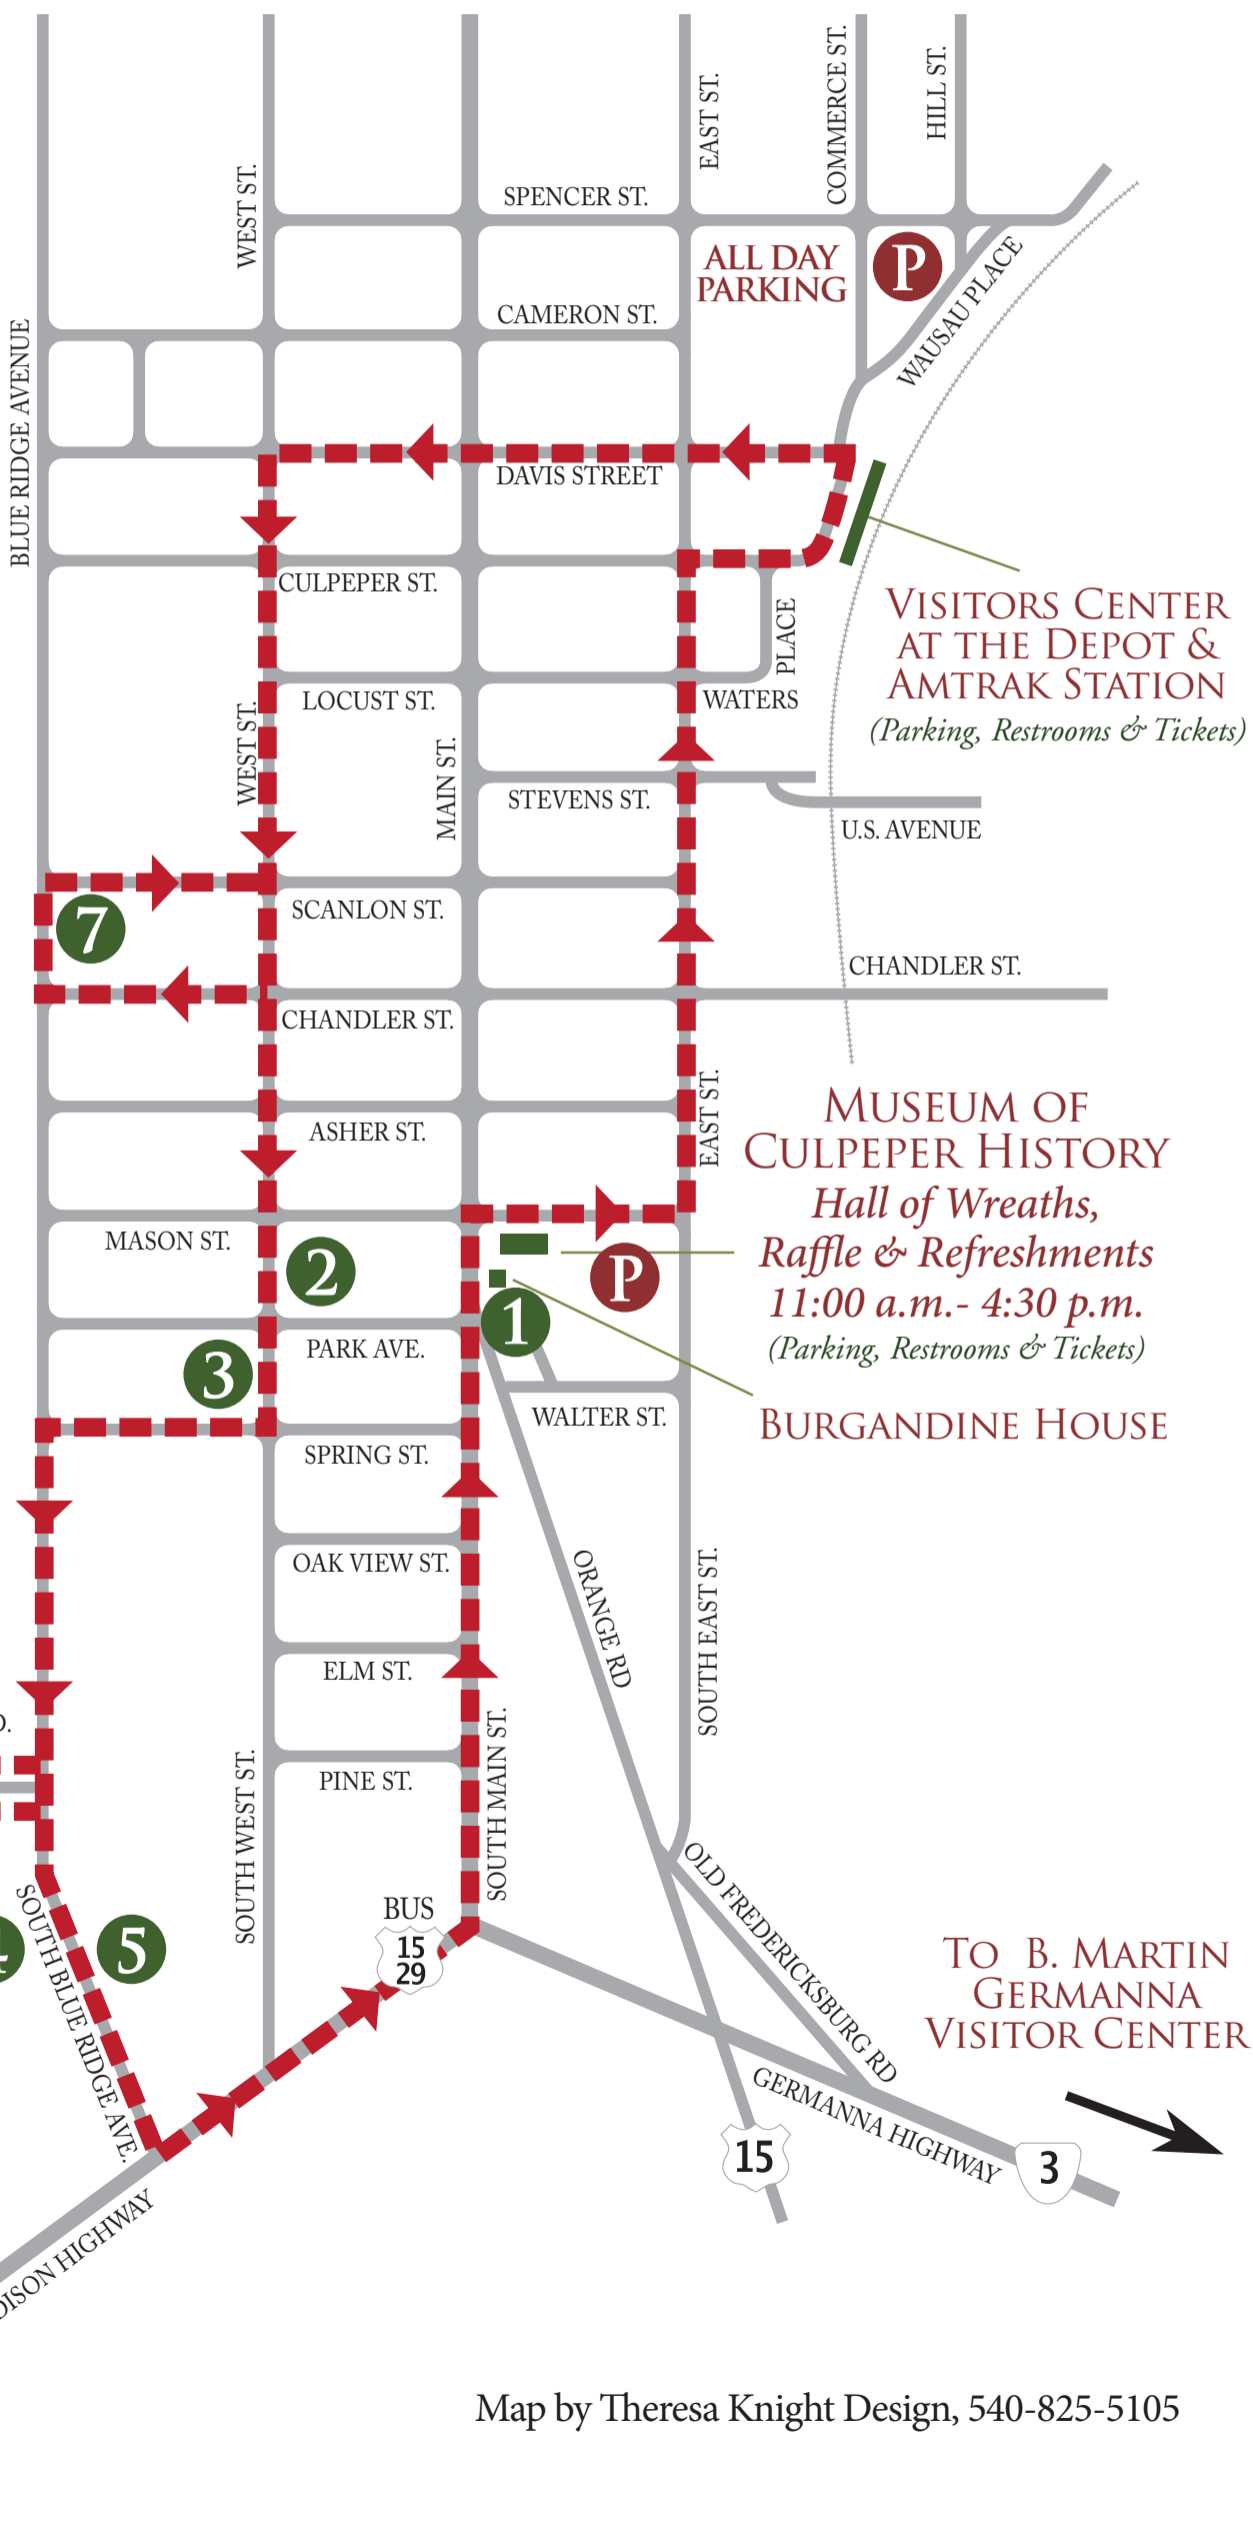 EAST ST.
COMMERCE ST.
HILL ST.
WEST ST.
SPENCER ST.
ALL DAY
PARKING
P
WAUSAU PLACE
CAMERON ST.
BLUE RIDGE AVENUE
DAVIS STREET
CULPEPER ST.
PLACE
VISITORS CENTER
AT THE DEPOT &
AMTRAK STATION
(Parking, Restrooms & Tickets)
LOCUST ST.
WATERS
WEST ST.
MAIN ST.
STEVENS ST.
U.S. AVENUE
7
SCANLON ST.
CHANDLER ST.
CHANDLER ST.
EAST ST.
MUSEUM OF
CULPEPER HISTORY
Hall of Wreaths,
Raffle & Refreshments
11:00 a.m.- 4:30 p.m.
(Parking, Restrooms & Tickets)
ASHER ST.
MASON ST.
2
P
1
3
PARK AVE.
WALTER ST.
BURGANDINE HOUSE
SPRING ST.
OAK VIEW ST.
ORANGE RD
SOUTH EAST ST.
ELM ST.
SOUTH MAIN ST.
PINE ST.
SOUTH WEST ST.
OLD FREDERICKSBURG RD
BUS
15
29
5
SOUTH BLUE RIDGE AVE.
TO B. MARTIN
GERMANNA
VISITOR CENTER
GERMANNA HIGHWAY
15
3
HIGHWAY
Map by Theresa Knight Design, 540-825-5105